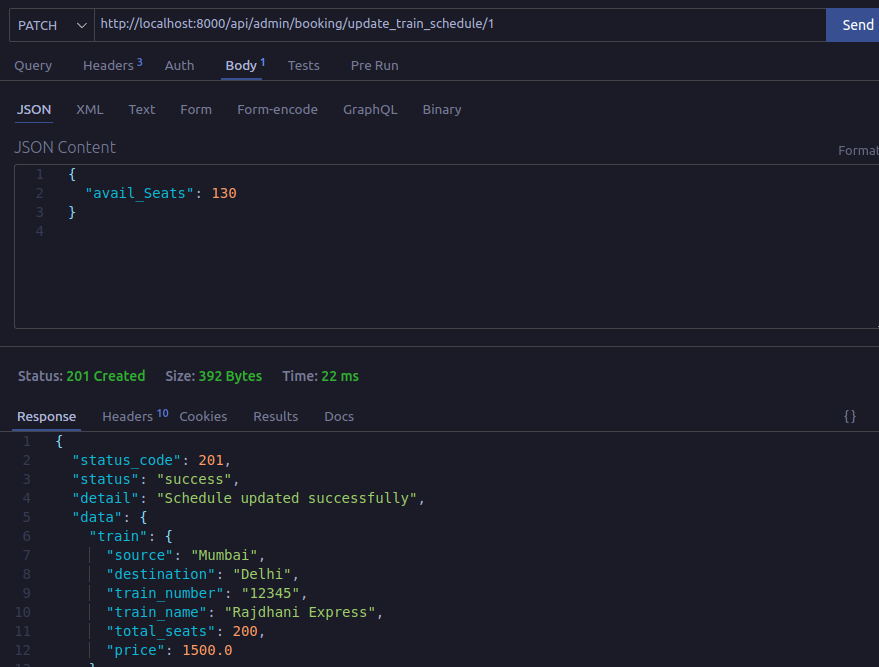 PATCH http://localhost:8000/api/admin/booking/update_train_schedule/1 Send
Query Headers 3 Auth Body 1 Tests Pre Run
JSON XML Text Form Form-encode GraphQL Binary
JSON Content Format
1 {
2 "avail_Seats": 130
3 }
4
Status: 201 Created Size: 392 Bytes Time: 22 ms
Response Headers 10 Cookies Results Docs {}
1 {
2 "status_code": 201,
3 "status": "success",
4 "detail": "Schedule updated successfully",
5 "data": {
6 "train": {
7 "source": "Mumbai",
8 "destination": "Delhi",
9 "train_number": "12345",
10 "train_name": "Rajdhani Express",
11 "total_seats": 200,
12 "price": 1500.0